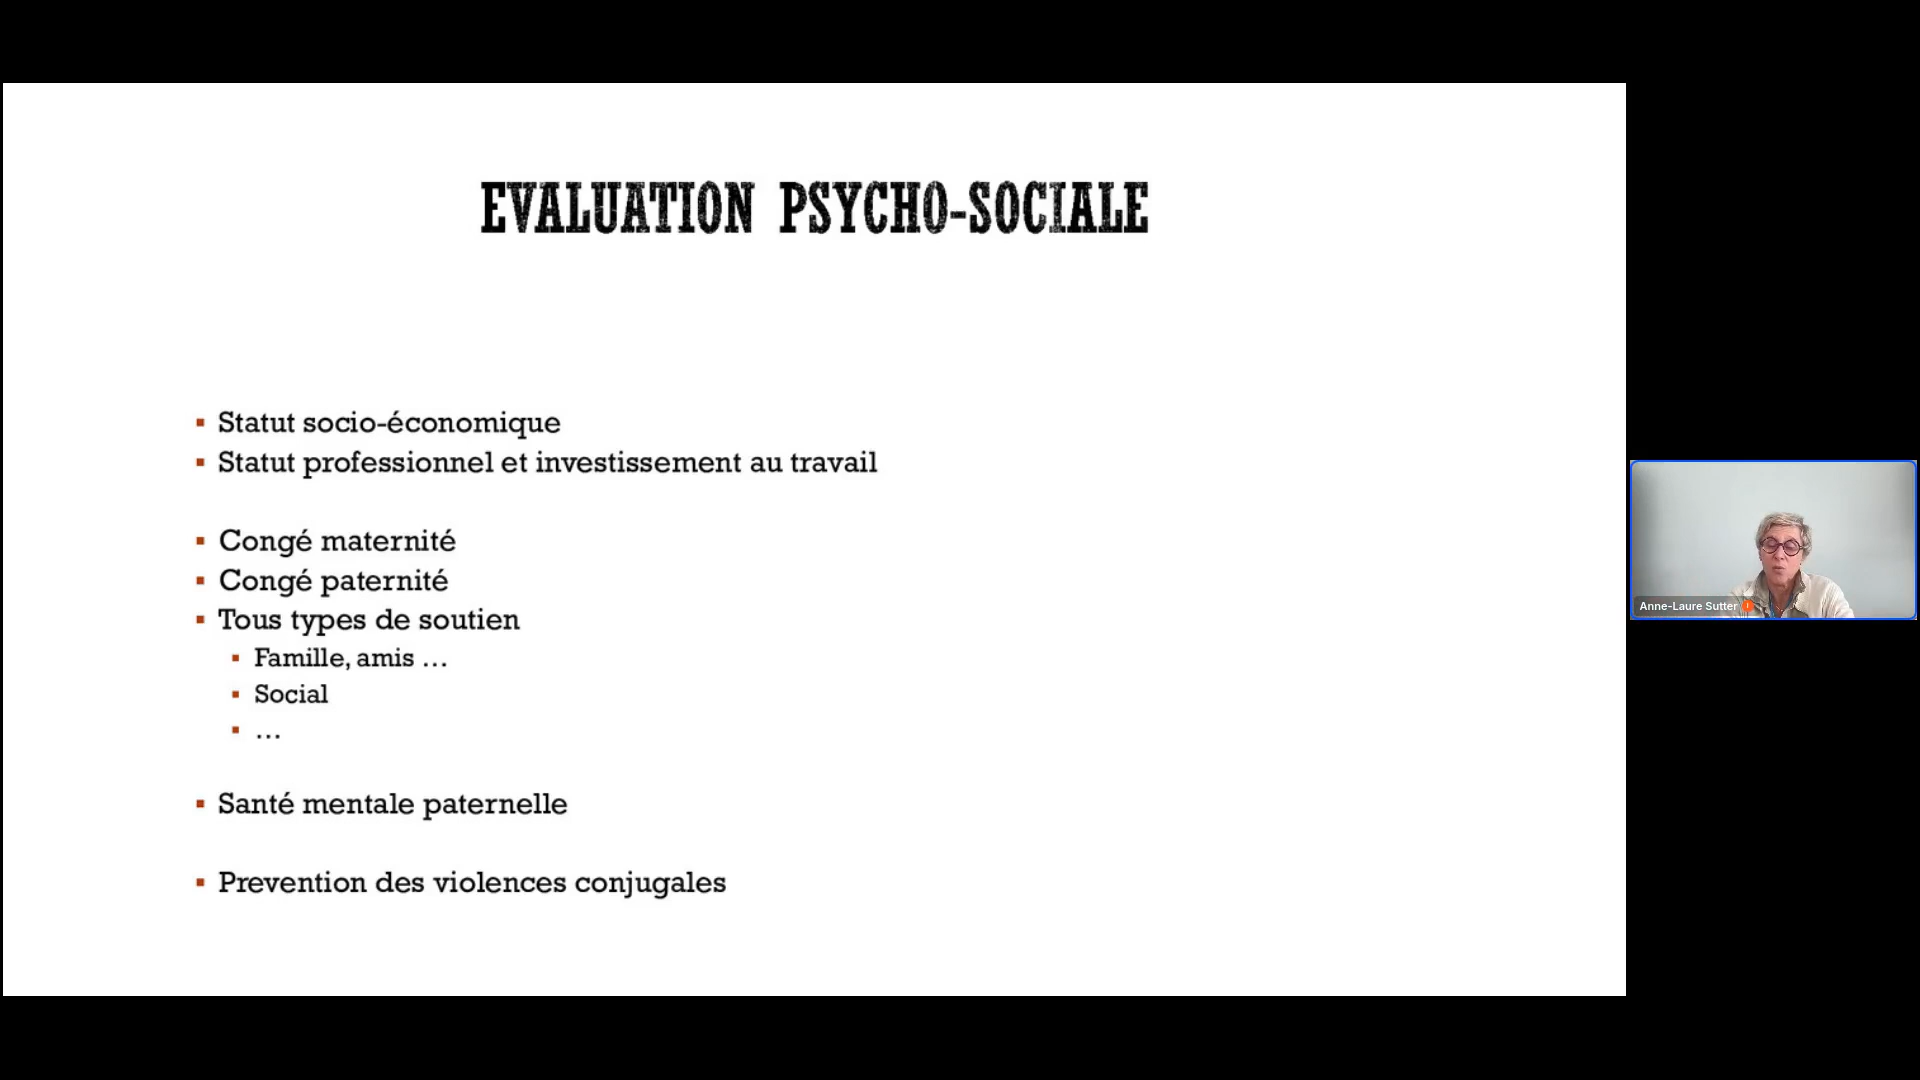 EVALUATION PSYCHO-SOCIALE
▪ Statut socio-économique
▪ Statut professionnel et investissement au travail
▪ Congé maternité
▪ Congé paternité
▪ Tous types de soutien
▪ Famille, amis …
▪ Social
▪ …
▪ Santé mentale paternelle
▪ Prevention des violences conjugales
Anne-Laure Sutter